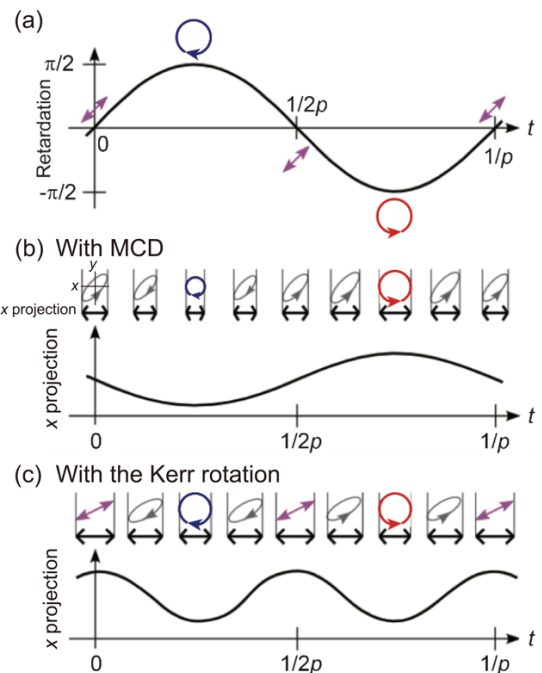 (a)
π/2
Retardation
1/2p
t
0
1/p
-π/2
(b) With MCD
y
x
x projection
x projection
t
0
1/2p
1/p
(c) With the Kerr rotation
x projection
t
0
1/2p
1/p